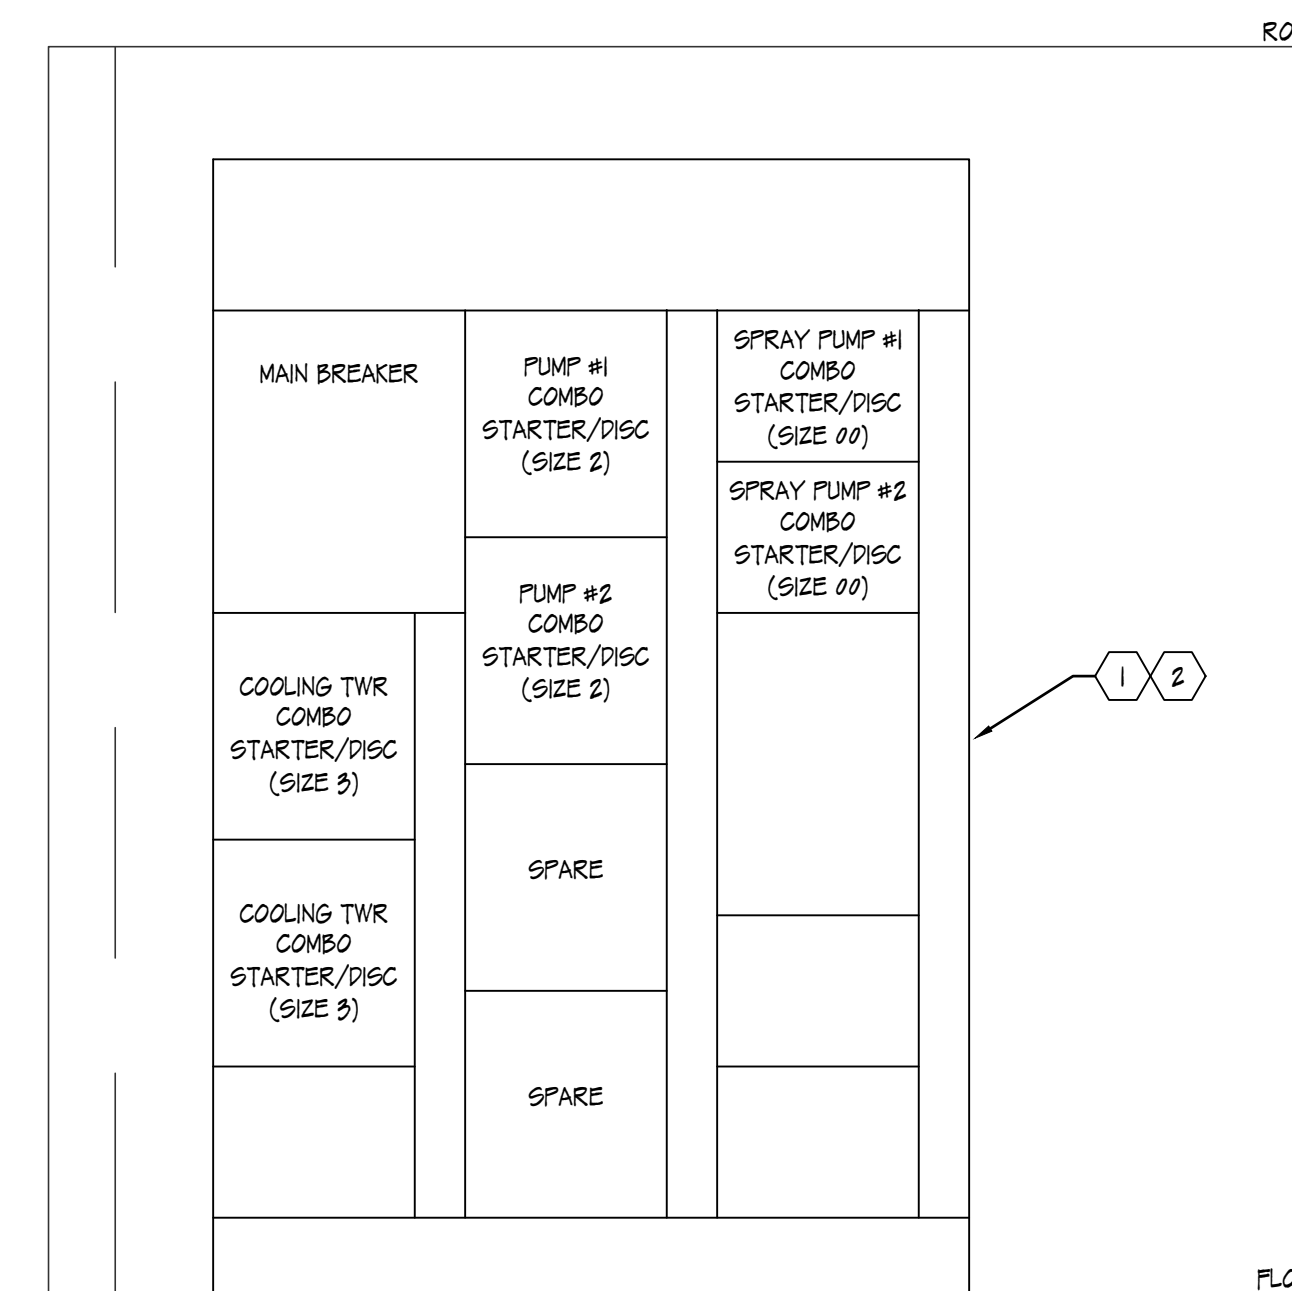 RO
MAIN BREAKER
COOLING TWR
COMBO
STARTER/DISC
(SIZE 3)
COOLING TWR
COMBO
STARTER/DISC
(SIZE 3)
PUMP #1
COMBO
STARTER/DISC
(SIZE 2)
PUMP #2
COMBO
STARTER/DISC
(SIZE 2)
SPARE
SPARE
SPRAY PUMP #1
COMBO
STARTER/DISC
(SIZE 00)
SPRAY PUMP #2
COMBO
STARTER/DISC
(SIZE 00)
1 2
FLO